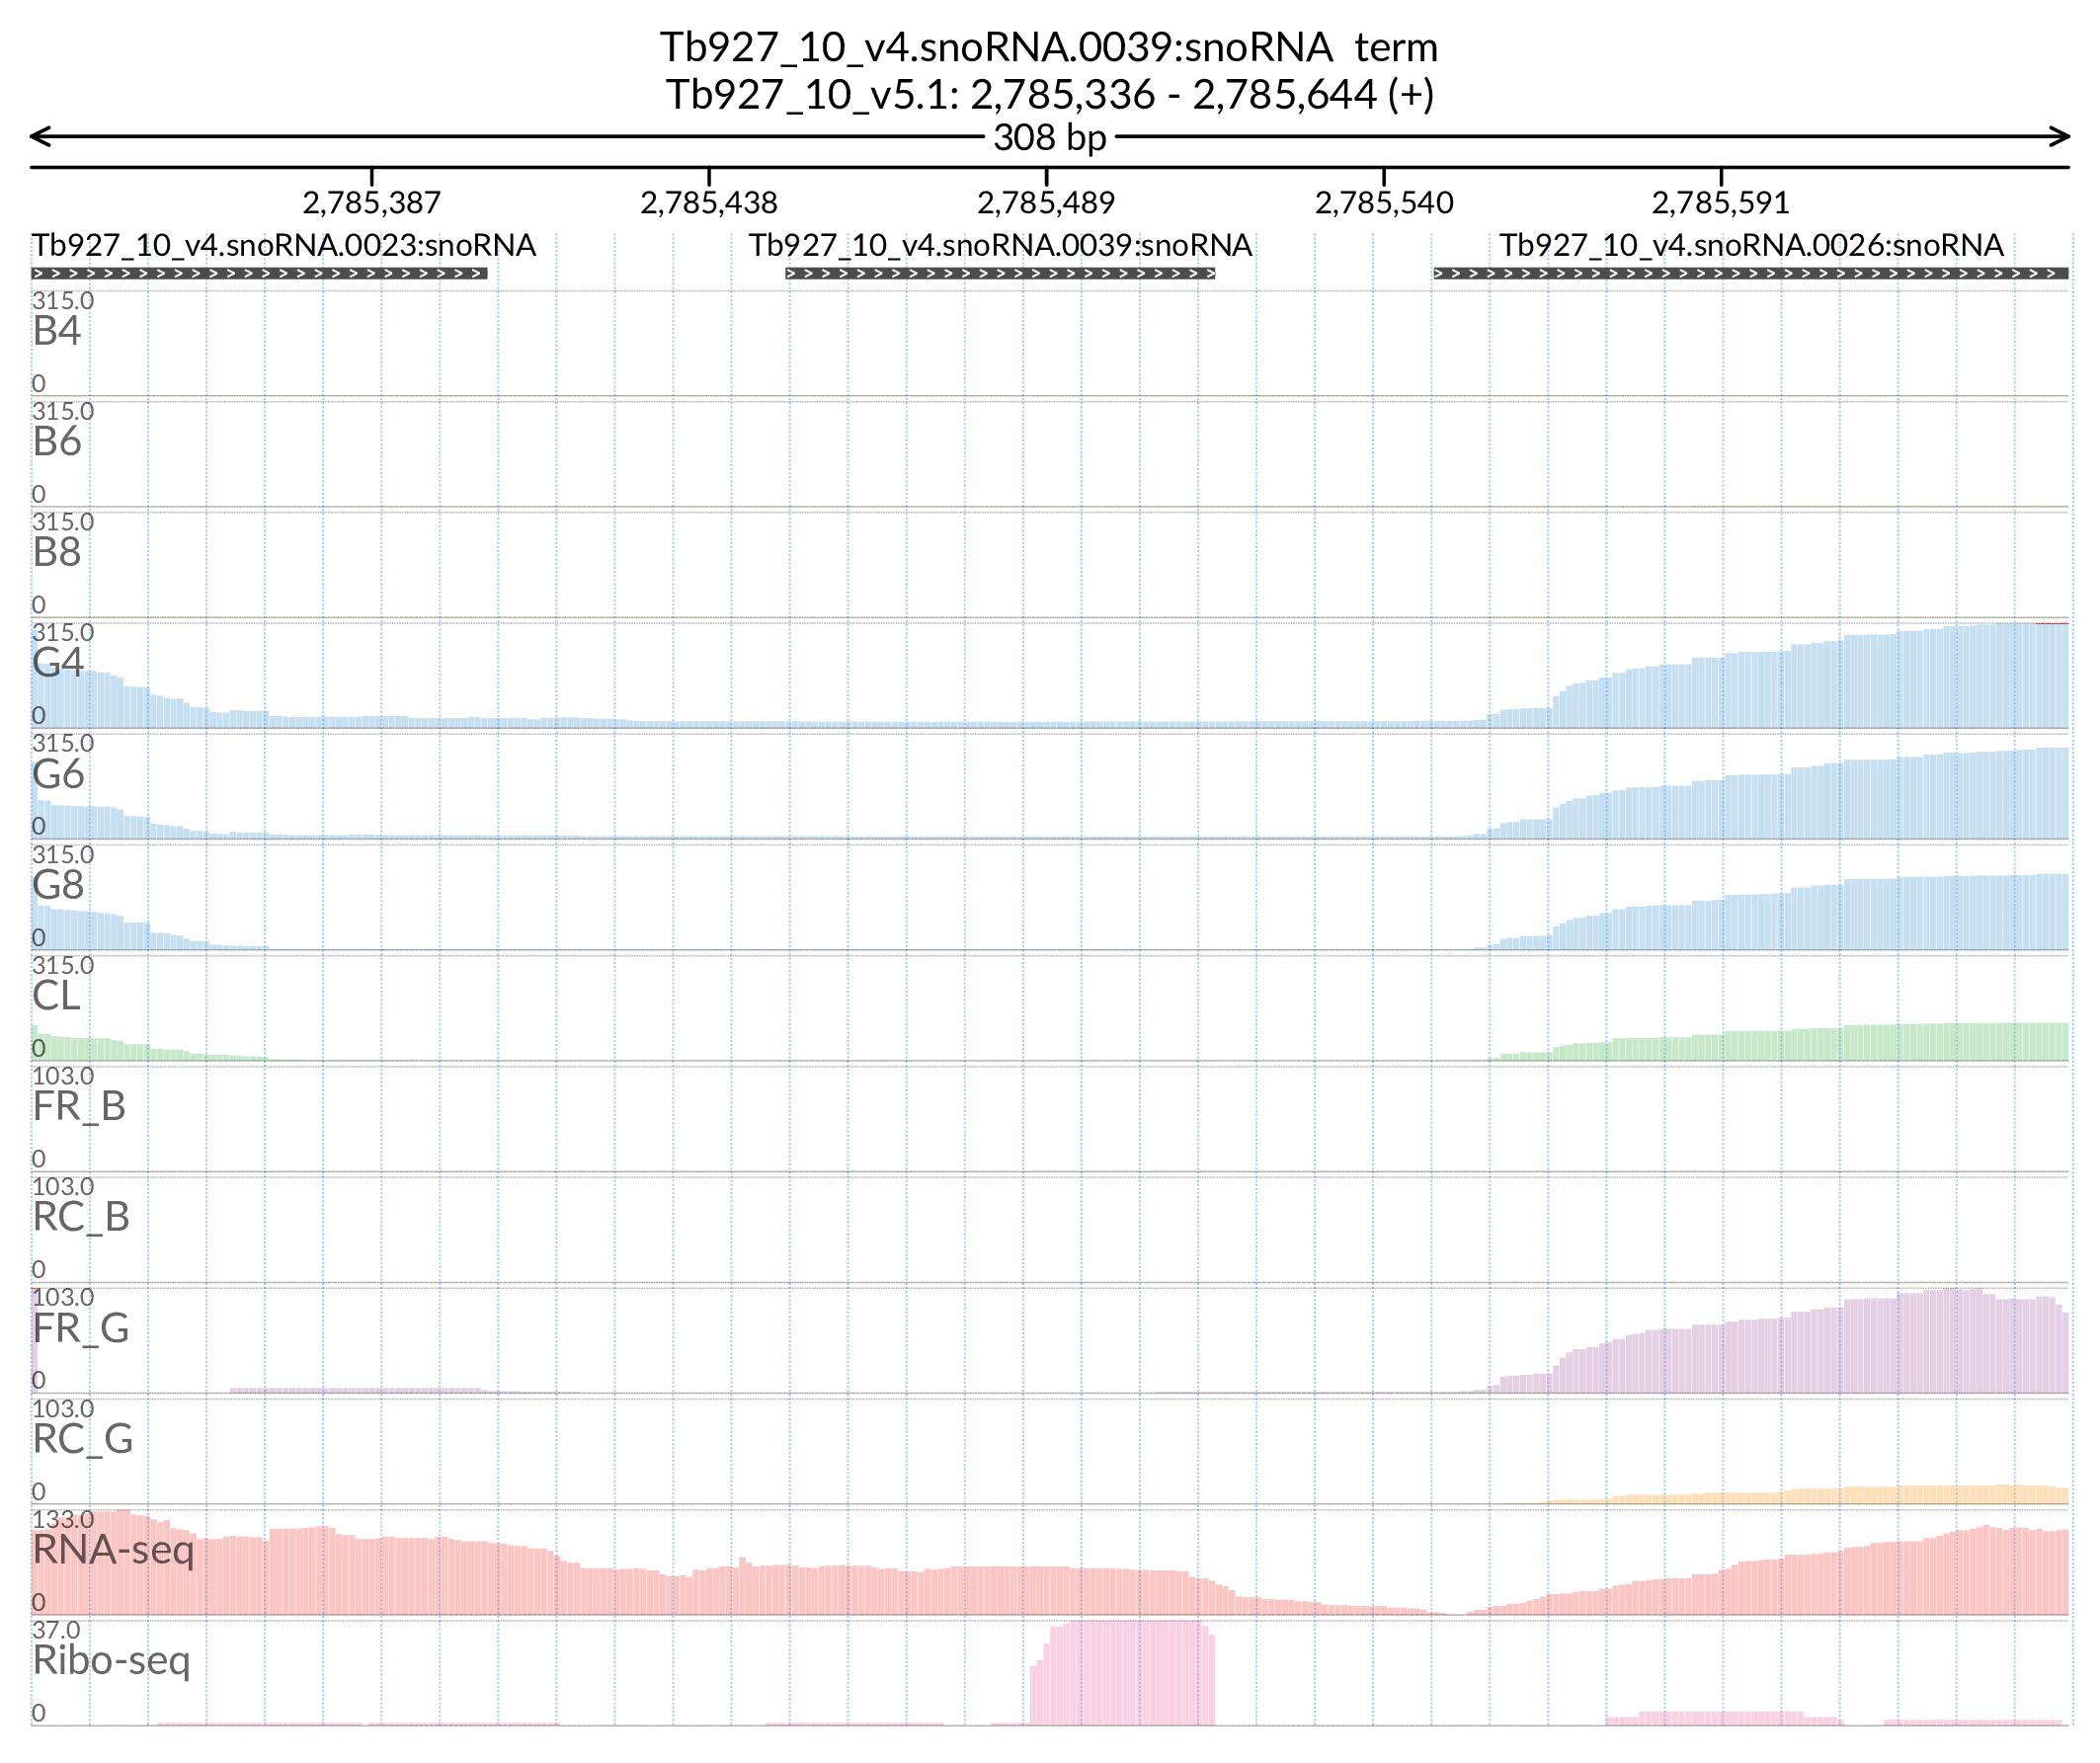 Tb927_10_v4.snoRNA.0039:snoRNA term
Tb927_10_v5.1: 2,785,336 - 2,785,644 (+)
308 bp
2,785,387 2,785,438 2,785,489 2,785,540 2,785,591
Tb927_10_v4.snoRNA.0023:snoRNA Tb927_10_v4.snoRNA.0039:snoRNA Tb927_10_v4.snoRNA.0026:snoRNA
315.0
B4
0
315.0
B6
0
315.0
B8
0
315.0
G4
0
315.0
G6
0
315.0
G8
0
315.0
CL
0
103.0
FR_B
0
103.0
RC_B
0
103.0
FR_G
0
103.0
RC_G
0
133.0
RNA-seq
0
37.0
Ribo-seq
0